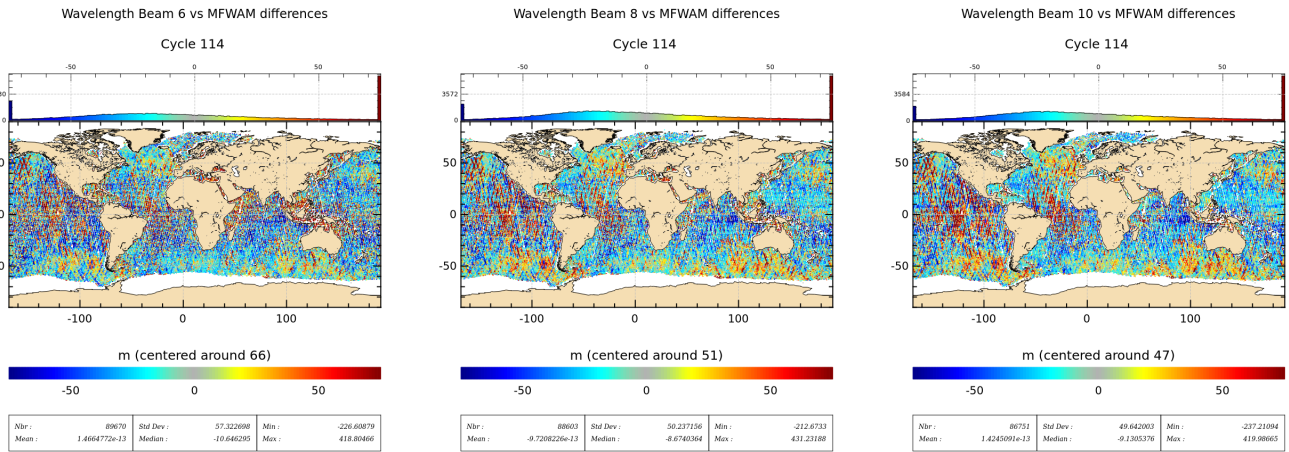 Wavelength Beam 6 vs MFWAM differences
Cycle 114
-50 0 50
0
50
0
-50
-100 0 100
m (centered around 66)
-50 0 50
Nbr : 89670 Std Dev : 57.322698 Min : -226.60879
Mean : 1.4664772e-13 Median : -10.646295 Max : 418.80466
Wavelength Beam 8 vs MFWAM differences
Cycle 114
-50 0 50
3572
0
50
0
-50
-100 0 100
m (centered around 51)
-50 0 50
Nbr : 88603 Std Dev : 50.237156 Min : -212.6733
Mean : -9.7208226e-13 Median : -8.6740364 Max : 431.23188
Wavelength Beam 10 vs MFWAM differences
Cycle 114
-50 0 50
3584
0
50
0
-50
-100 0 100
m (centered around 47)
-50 0 50
Nbr : 86751 Std Dev : 49.642003 Min : -237.21094
Mean : 1.4245091e-13 Median : -9.1305376 Max : 419.98665